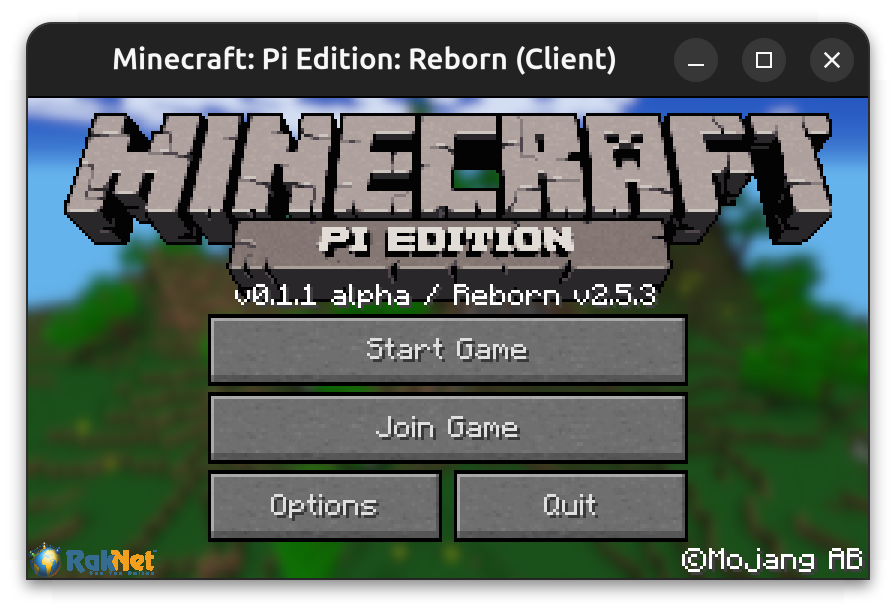 Minecraft: Pi Edition: Reborn (Client)
MINECRAFT
PI EDITION
v0.1.1 alpha / Reborn v2.5.3
Start Game
Join Game
Options Quit
RakNet
©Mojang AB